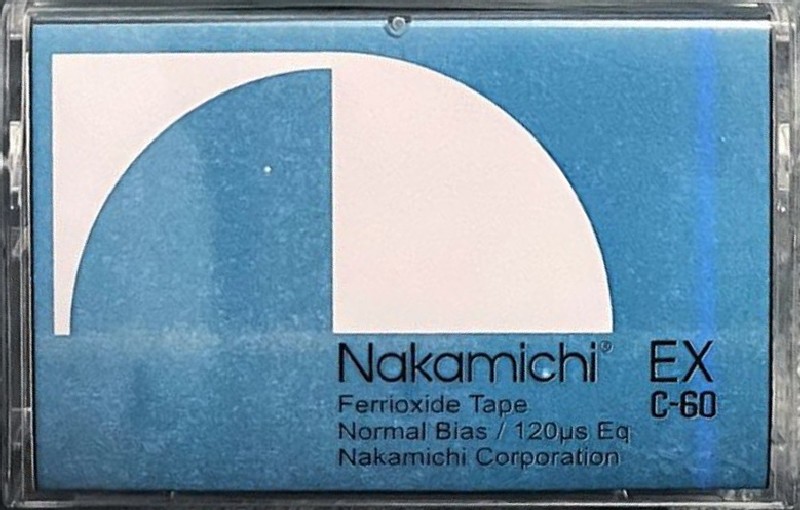 Nakamichi® EX
Ferrioxide Tape C-60
Normal Bias / 120µs Eq
Nakamichi Corporation